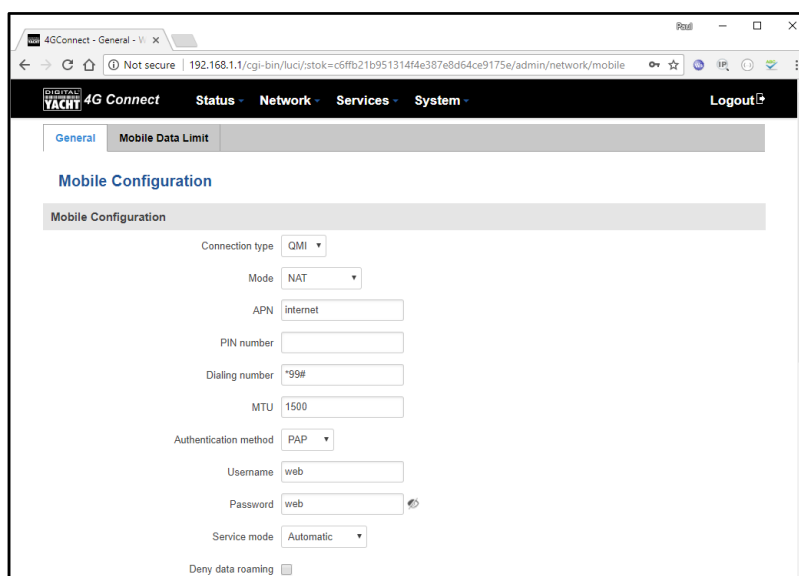 Paul
4GConnect - General - W
Not secure | 192.168.1.1/cgi-bin/luci/;stok=c6ffb21b951314f4e387e8d64ce9175e/admin/network/mobile
DIGITAL YACHT 4G Connect Status Network Services System Logout
General Mobile Data Limit
Mobile Configuration
Mobile Configuration
Connection type QMI
Mode NAT
APN internet
PIN number
Dialing number *99#
MTU 1500
Authentication method PAP
Username web
Password web
Service mode Automatic
Deny data roaming